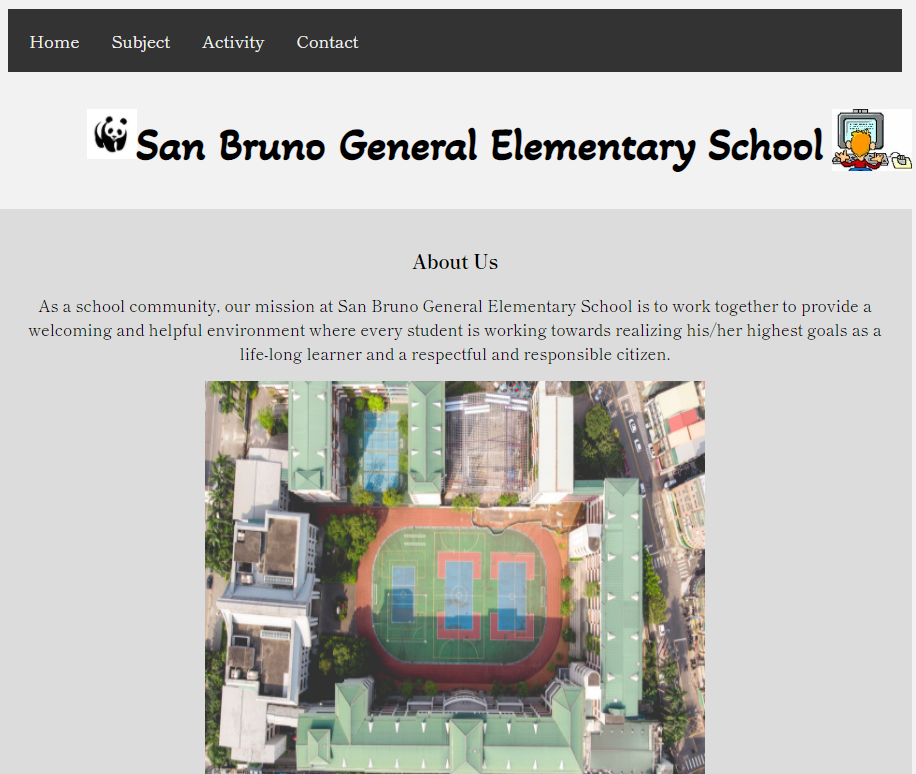 Home Subject Activity Contact
San Bruno General Elementary School
About Us
As a school community, our mission at San Bruno General Elementary School is to work together to provide a
welcoming and helpful environment where every student is working towards realizing his/her highest goals as a
life-long learner and a respectful and responsible citizen.